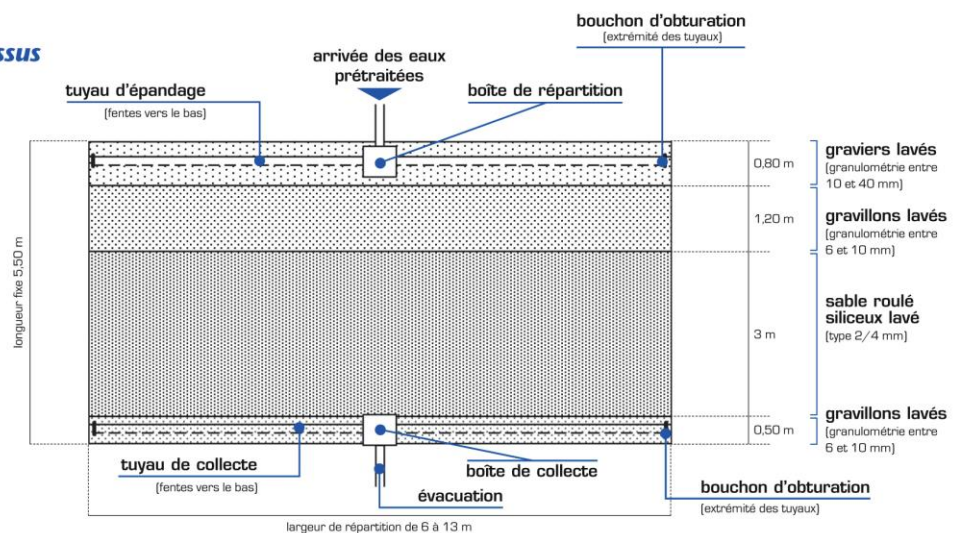 ssus
bouchon d'obturation
(extrémité des tuyaux)
arrivée des eaux
prétraitées
tuyau d'épandage
(fentes vers le bas)
boîte de répartition
0,80 m
graviers lavés
(granulométrie entre
10 et 40 mm)
1,20 m
gravillons lavés
(granulométrie entre
6 et 10 mm)
longueur fixe 5,50 m
3 m
sable roulé
siliceux lavé
(type 2/4 mm)
0,50 m
gravillons lavés
(granulométrie entre
6 et 10 mm)
tuyau de collecte
(fentes vers le bas)
boîte de collecte
évacuation
bouchon d'obturation
(extrémité des tuyaux)
largeur de répartition de 6 à 13 m